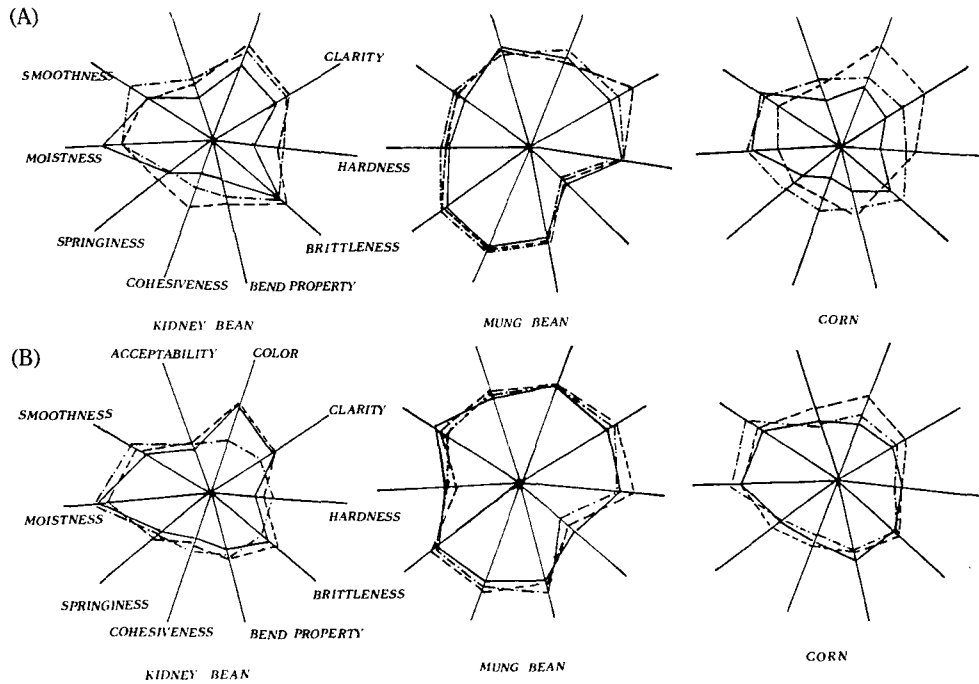 (A)
CLARITY
SMOOTHNESS
MOISTNESS
HARDNESS
SPRINGINESS
BRITTLENESS
COHESIVENESS
BEND PROPERTY
KIDNEY BEAN
MUNG BEAN
CORN
(B)
ACCEPTABILITY
COLOR
SMOOTHNESS
CLARITY
MOISTNESS
HARDNESS
SPRINGINESS
BRITTLENESS
COHESIVENESS
BEND PROPERTY
KIDNEY BEAN
MUNG BEAN
CORN